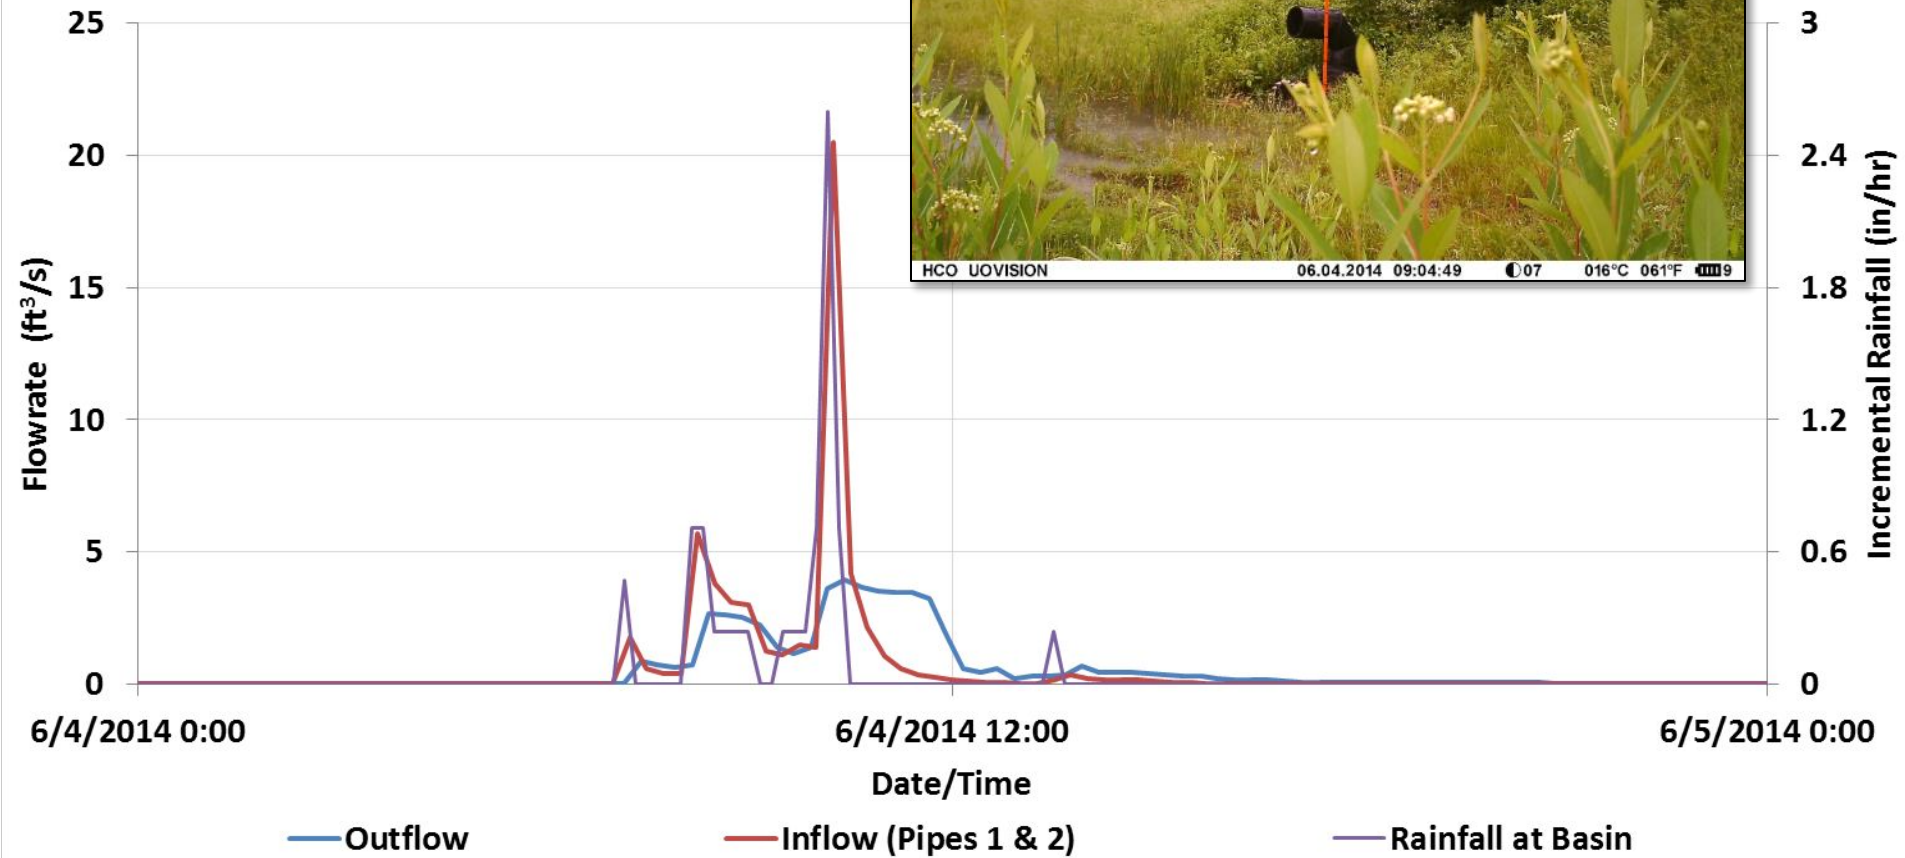 25
20
15
10
5
0
Flowrate (ft³/s)
3
2.4
1.8
1.2
0.6
0
Incremental Rainfall (in/hr)
HCO UOVISION 06.04.2014 09:04:49 07 016°C 061°F 9
6/4/2014 0:00 6/4/2014 12:00 6/5/2014 0:00
Date/Time
Outflow Inflow (Pipes 1 & 2) Rainfall at Basin